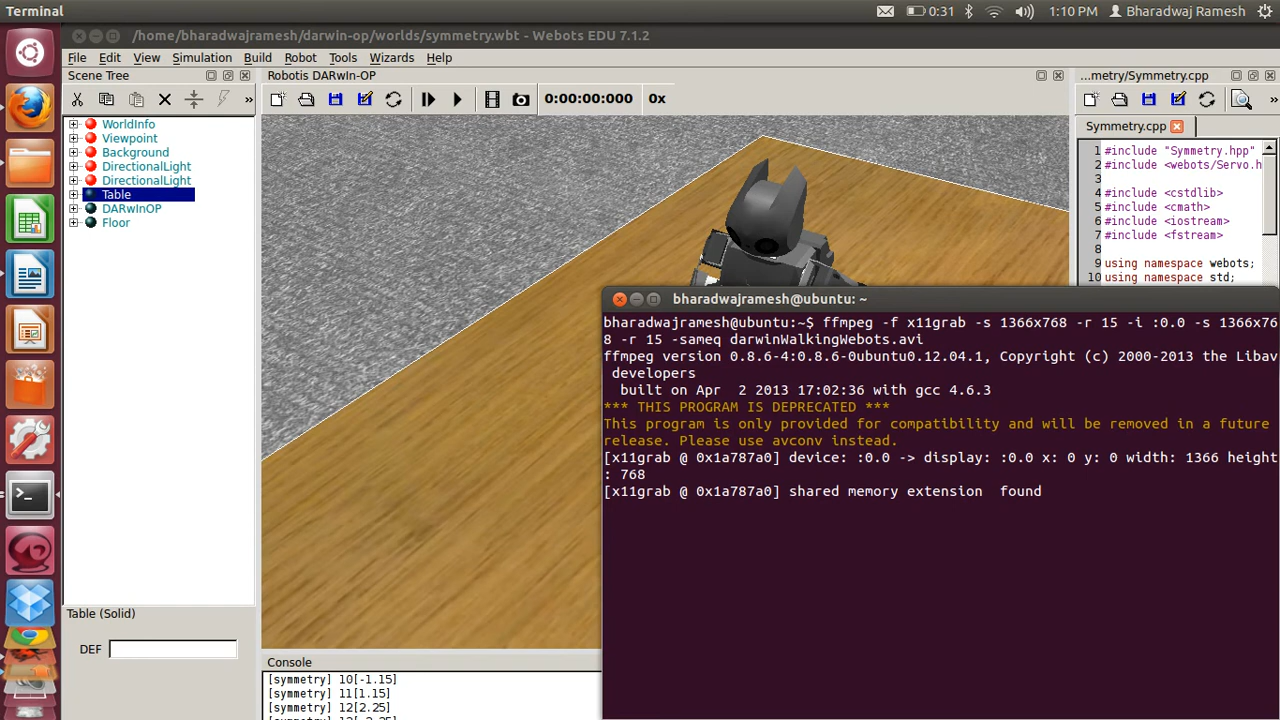 Terminal
0:31
1:10 PM
Bharadwaj Ramesh
/home/bharadwajramesh/darwin-op/worlds/symmetry.wbt - Webots EDU 7.1.2
File Edit View Simulation Build Robot Tools Wizards Help
Scene Tree
Robotis DARwIn-OP
...metry/Symmetry.cpp
»
0:00:00:000
0x
»
Symmetry.cpp
WorldInfo
Viewpoint
Background
DirectionalLight
DirectionalLight
Table
DARwInOP
Floor
1 #include "Symmetry.hpp"
2 #include <webots/Servo.h
3
4 #include <cstdlib>
5 #include <cmath>
6 #include <iostream>
7 #include <fstream>
8
9 using namespace webots;
10 using namespace std;
bharadwajramesh@ubuntu: ~
bharadwajramesh@ubuntu:~$ ffmpeg -f x11grab -s 1366x768 -r 15 -i :0.0 -s 1366x76
8 -r 15 -sameq darwinWalkingWebots.avi
ffmpeg version 0.8.6-4:0.8.6-0ubuntu0.12.04.1, Copyright (c) 2000-2013 the Libav
developers
built on Apr  2 2013 17:02:36 with gcc 4.6.3
*** THIS PROGRAM IS DEPRECATED ***
This program is only provided for compatibility and will be removed in a future
release. Please use avconv instead.
[x11grab @ 0x1a787a0] device: :0.0 -> display: :0.0 x: 0 y: 0 width: 1366 height
: 768
[x11grab @ 0x1a787a0] shared memory extension  found
Table (Solid)
DEF
Console
[symmetry] 10[-1.15]
[symmetry] 11[1.15]
[symmetry] 12[2.25]